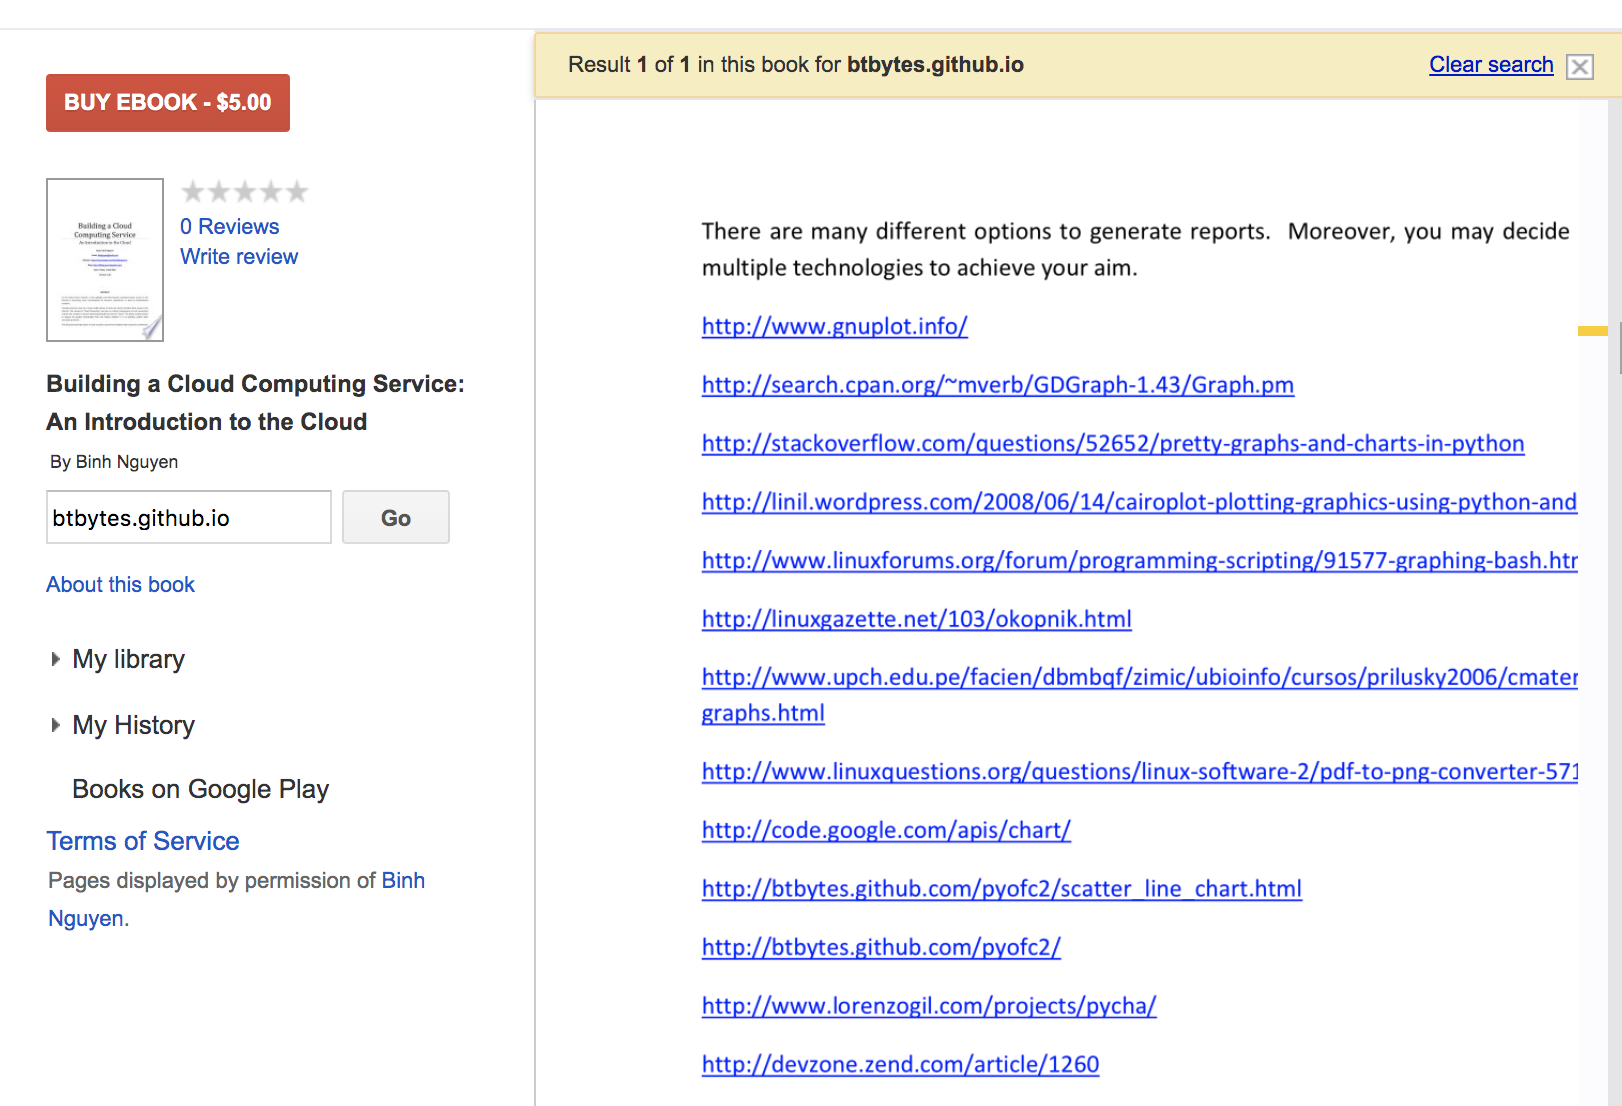 BUY EBOOK - $5.00
Building a Cloud
Computing Service
An Introduction to the Cloud
0 Reviews
Write review
Building a Cloud Computing Service:
An Introduction to the Cloud
By Binh Nguyen
btbytes.github.io
Go
About this book
My library
My History
Books on Google Play
Terms of Service
Pages displayed by permission of Binh
Nguyen.
Result 1 of 1 in this book for btbytes.github.io
Clear search
There are many different options to generate reports.  Moreover, you may decide
multiple technologies to achieve your aim.
http://www.gnuplot.info/
http://search.cpan.org/~mverb/GDGraph-1.43/Graph.pm
http://stackoverflow.com/questions/52652/pretty-graphs-and-charts-in-python
http://linil.wordpress.com/2008/06/14/cairoplot-plotting-graphics-using-python-and
http://www.linuxforums.org/forum/programming-scripting/91577-graphing-bash.htr
http://linuxgazette.net/103/okopnik.html
http://www.upch.edu.pe/facien/dbmbqf/zimic/ubioinfo/cursos/prilusky2006/cmater
graphs.html
http://www.linuxquestions.org/questions/linux-software-2/pdf-to-png-converter-571
http://code.google.com/apis/chart/
http://btbytes.github.com/pyofc2/scatter_line_chart.html
http://btbytes.github.com/pyofc2/
http://www.lorenzogil.com/projects/pycha/
http://devzone.zend.com/article/1260